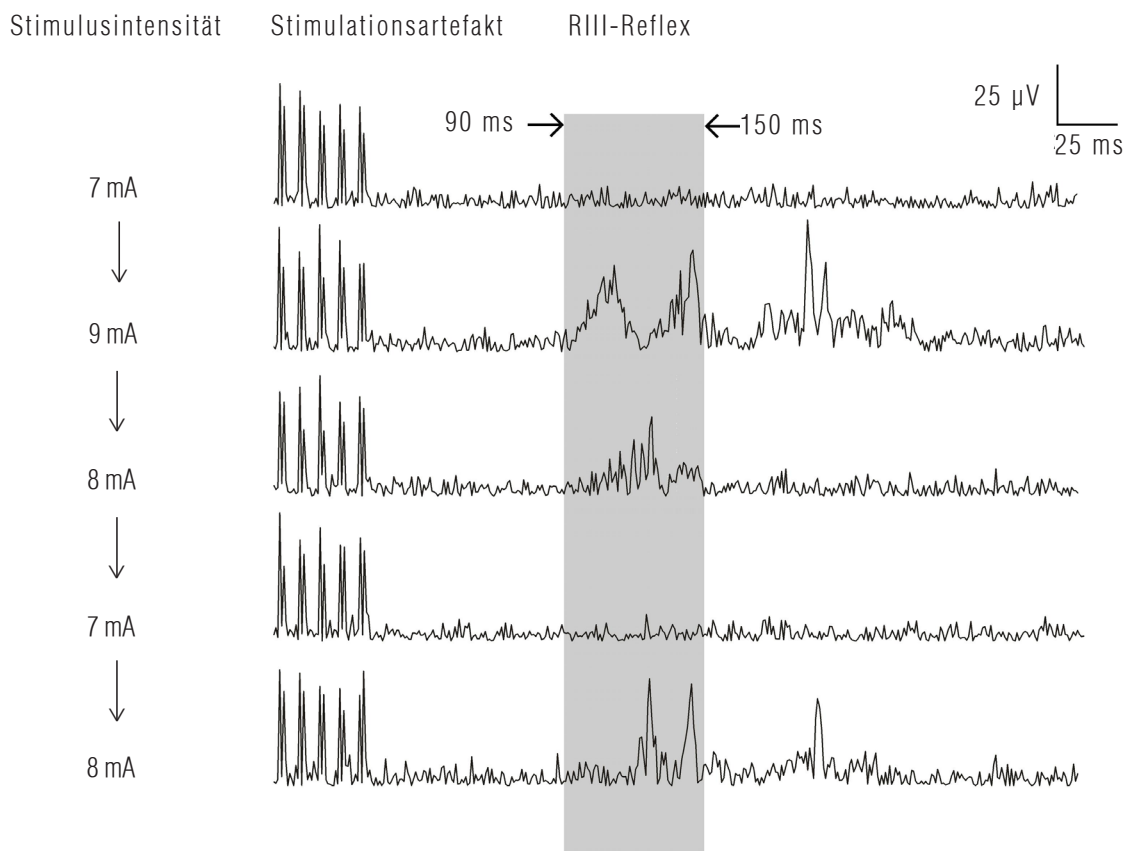 Stimulusintensität Stimulationsartefakt RIII-Reflex
25 µV
90 ms 150 ms
25 ms
7 mA
9 mA
8 mA
7 mA
8 mA